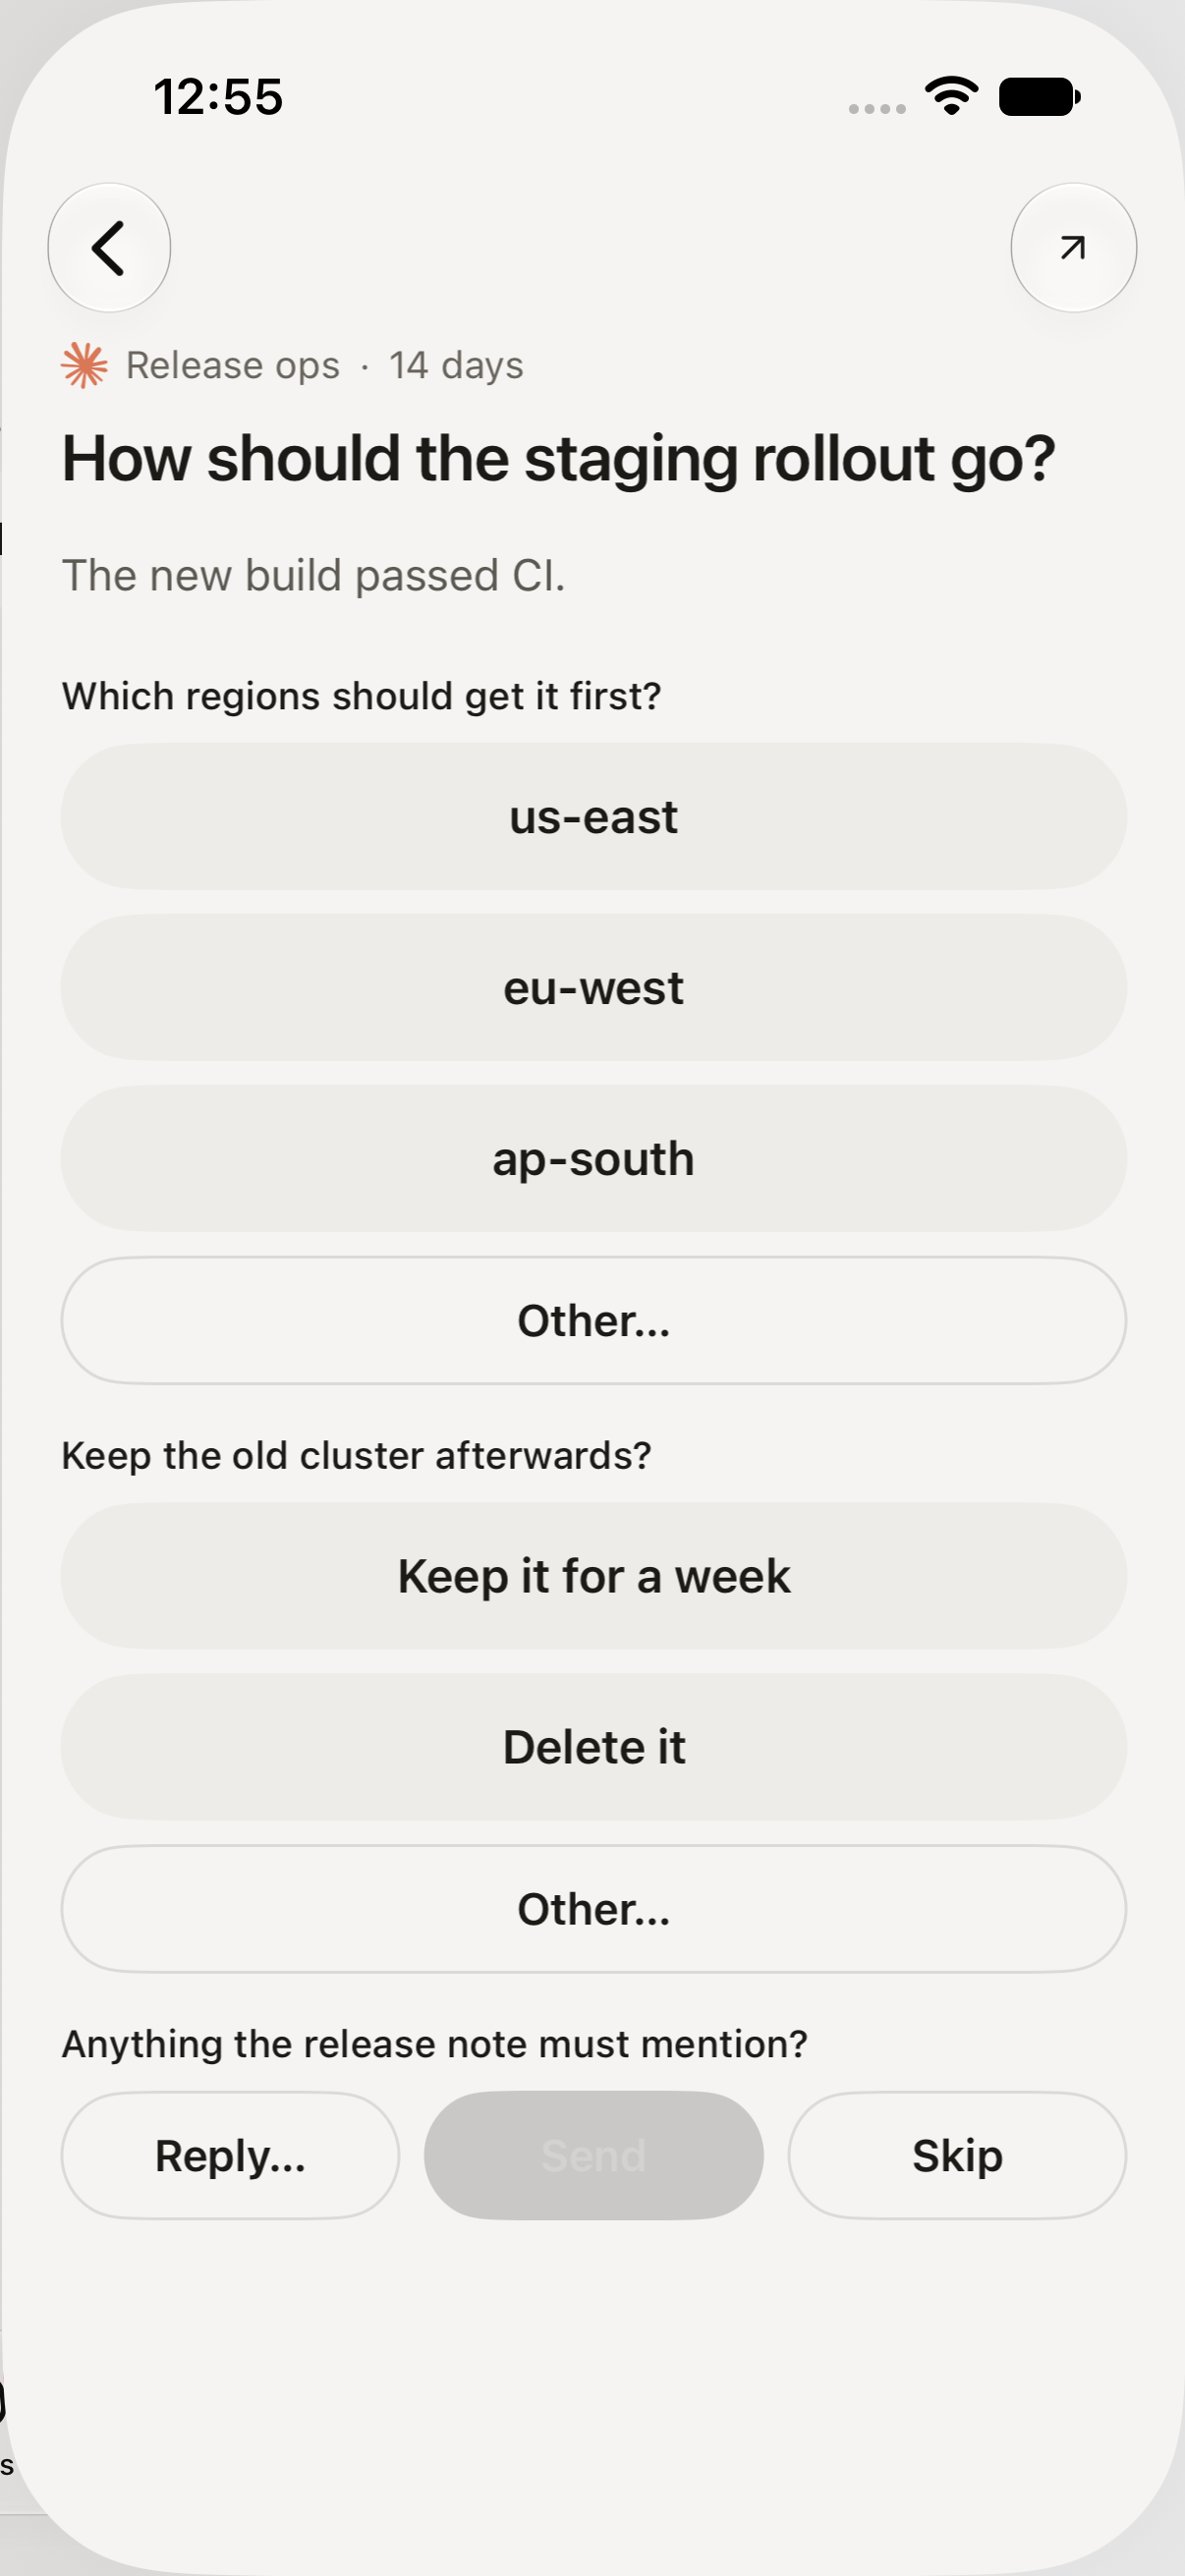 12:55
Release ops · 14 days
How should the staging rollout go?
The new build passed CI.
Which regions should get it first?
us-east
eu-west
ap-south
Other...
Keep the old cluster afterwards?
Keep it for a week
Delete it
Other...
Anything the release note must mention?
Reply... Send Skip
s